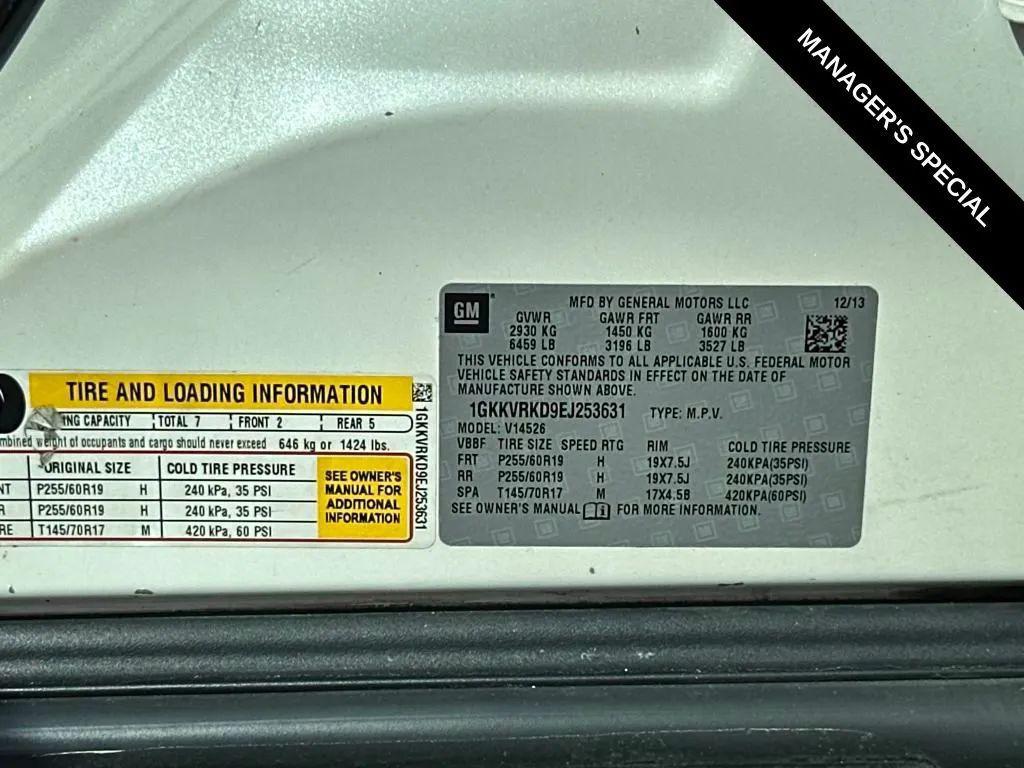 MANAGER'S SPECIAL
GM
MFD BY GENERAL MOTORS LLC 12/13
GVWR GAWR FRT GAWR RR
2930 KG 1450 KG 1600 KG
6459 LB 3196 LB 3527 LB
THIS VEHICLE CONFORMS TO ALL APPLICABLE U.S. FEDERAL MOTOR
VEHICLE SAFETY STANDARDS IN EFFECT ON THE DATE OF
MANUFACTURE SHOWN ABOVE.
1GKKVRKD9EJ253631 TYPE: M.P.V.
MODEL: V14526
VBBF TIRE SIZE SPEED RTG RIM COLD TIRE PRESSURE
FRT P255/60R19 H 19X7.5J 240KPA(35PSI)
RR P255/60R19 H 19X7.5J 240KPA(35PSI)
SPA T145/70R17 M 17X4.5B 420KPA(60PSI)
SEE OWNER'S MANUAL FOR MORE INFORMATION.
TIRE AND LOADING INFORMATION
CAPACITY TOTAL 7 FRONT 2 REAR 5
weight of occupants and cargo should never exceed 646 kg or 1424 lbs.
ORIGINAL SIZE COLD TIRE PRESSURE
P255/60R19 H 240 kPa, 35 PSI
P255/60R19 H 240 kPa, 35 PSI
T145/70R17 M 420 kPa, 60 PSI
SEE OWNER'S
MANUAL FOR
ADDITIONAL
INFORMATION
1GKKVRKD9EJ253631